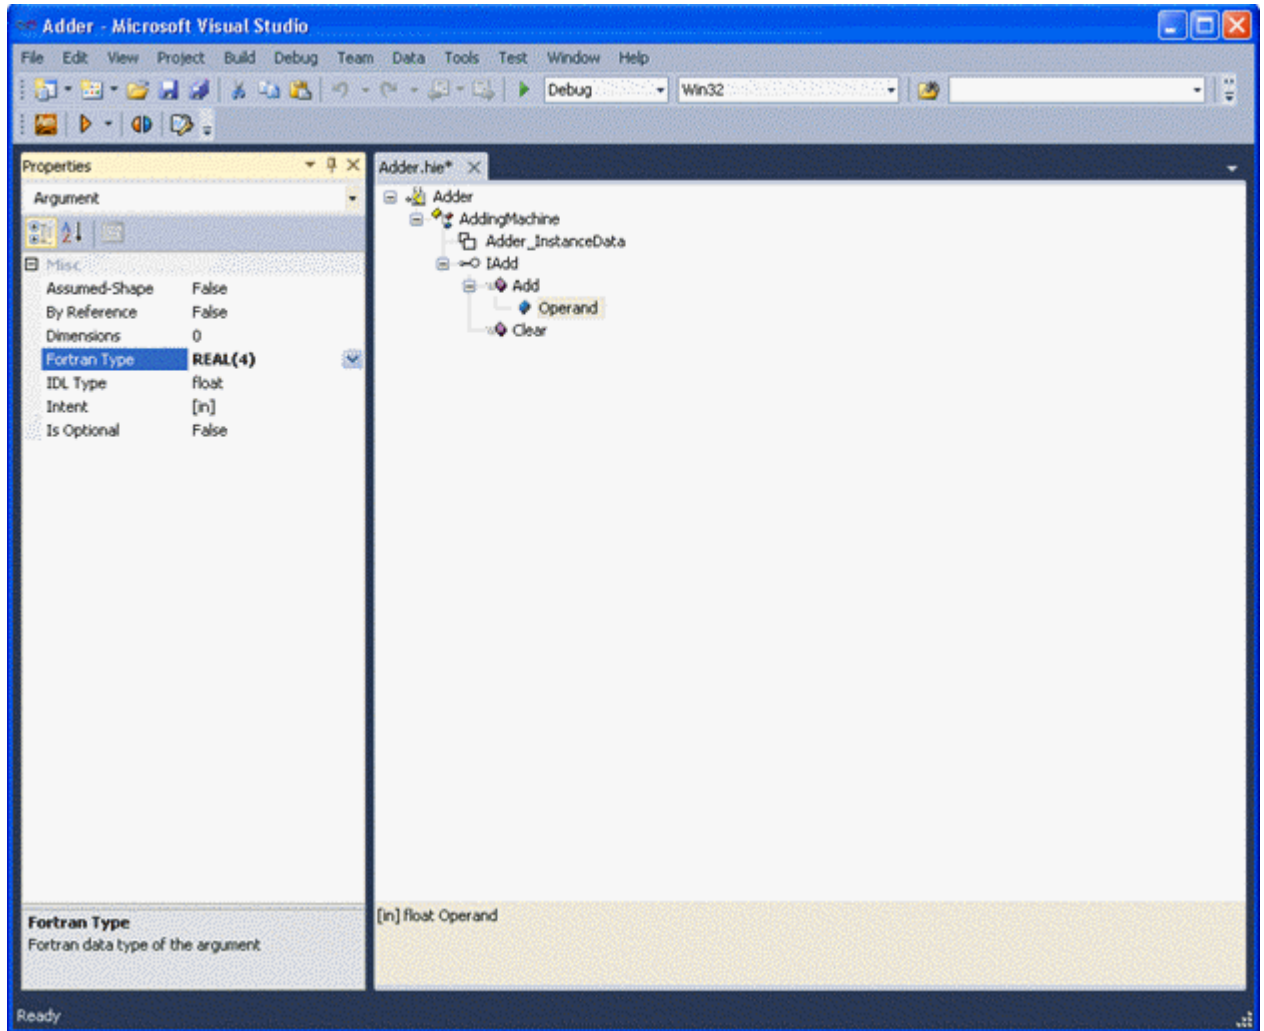 Adder - Microsoft Visual Studio
File Edit View Project Build Debug Team Data Tools Test Window Help
Debug Win32
Properties
Argument
Misc
Assumed-Shape False
By Reference False
Dimensions 0
Fortran Type REAL(4)
IDL Type float
Intent [in]
Is Optional False
Fortran Type
Fortran data type of the argument
Adder.hie*
Adder
AddingMachine
Adder_InstanceData
IAdd
Add
Operand
Clear
[in] float Operand
Ready